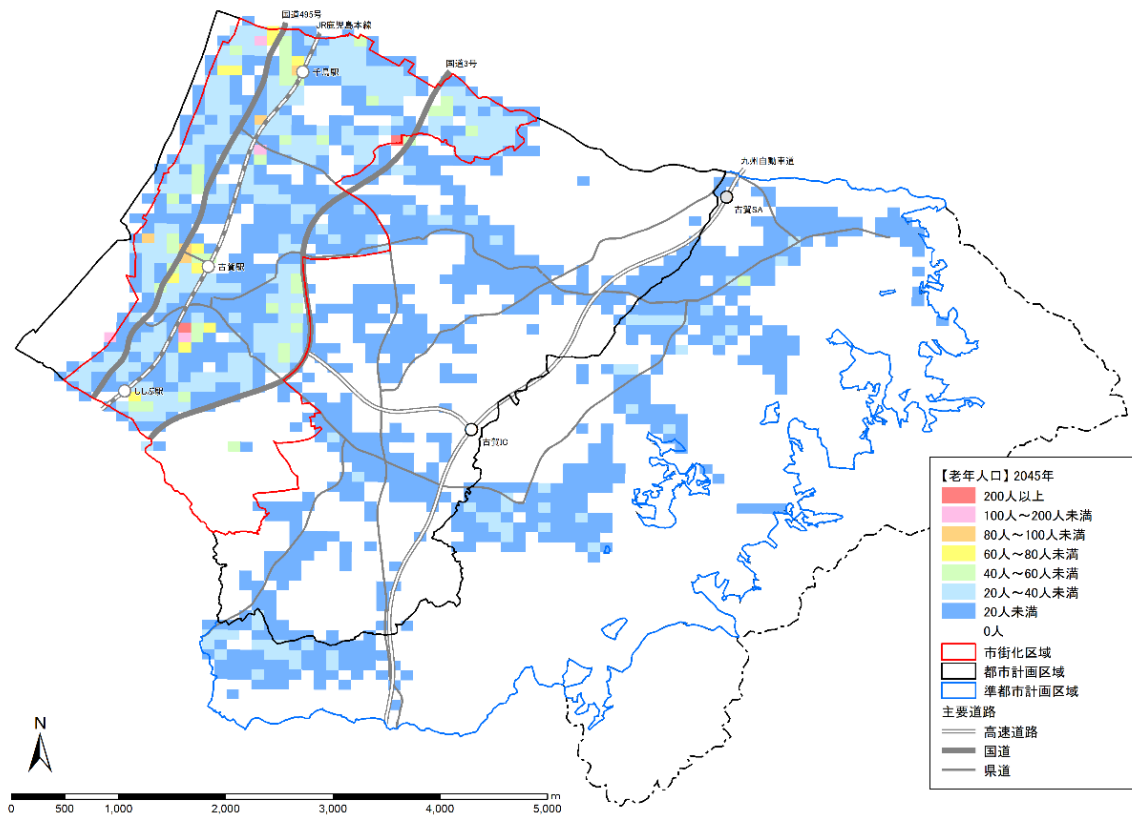 国道495号
JR鹿児島本線
国道3号
千鳥駅
九州自動車道
古賀SA
古賀駅
ししぶ駅
古賀IC
【老年人口】2045年
200人以上
100人~200人未満
80人~100人未満
60人~80人未満
40人~60人未満
20人~40人未満
20人未満
0人
市街化区域
都市計画区域
準都市計画区域
主要道路
高速道路
国道
県道
N
0 500 1,000 2,000 3,000 4,000 5,000 m